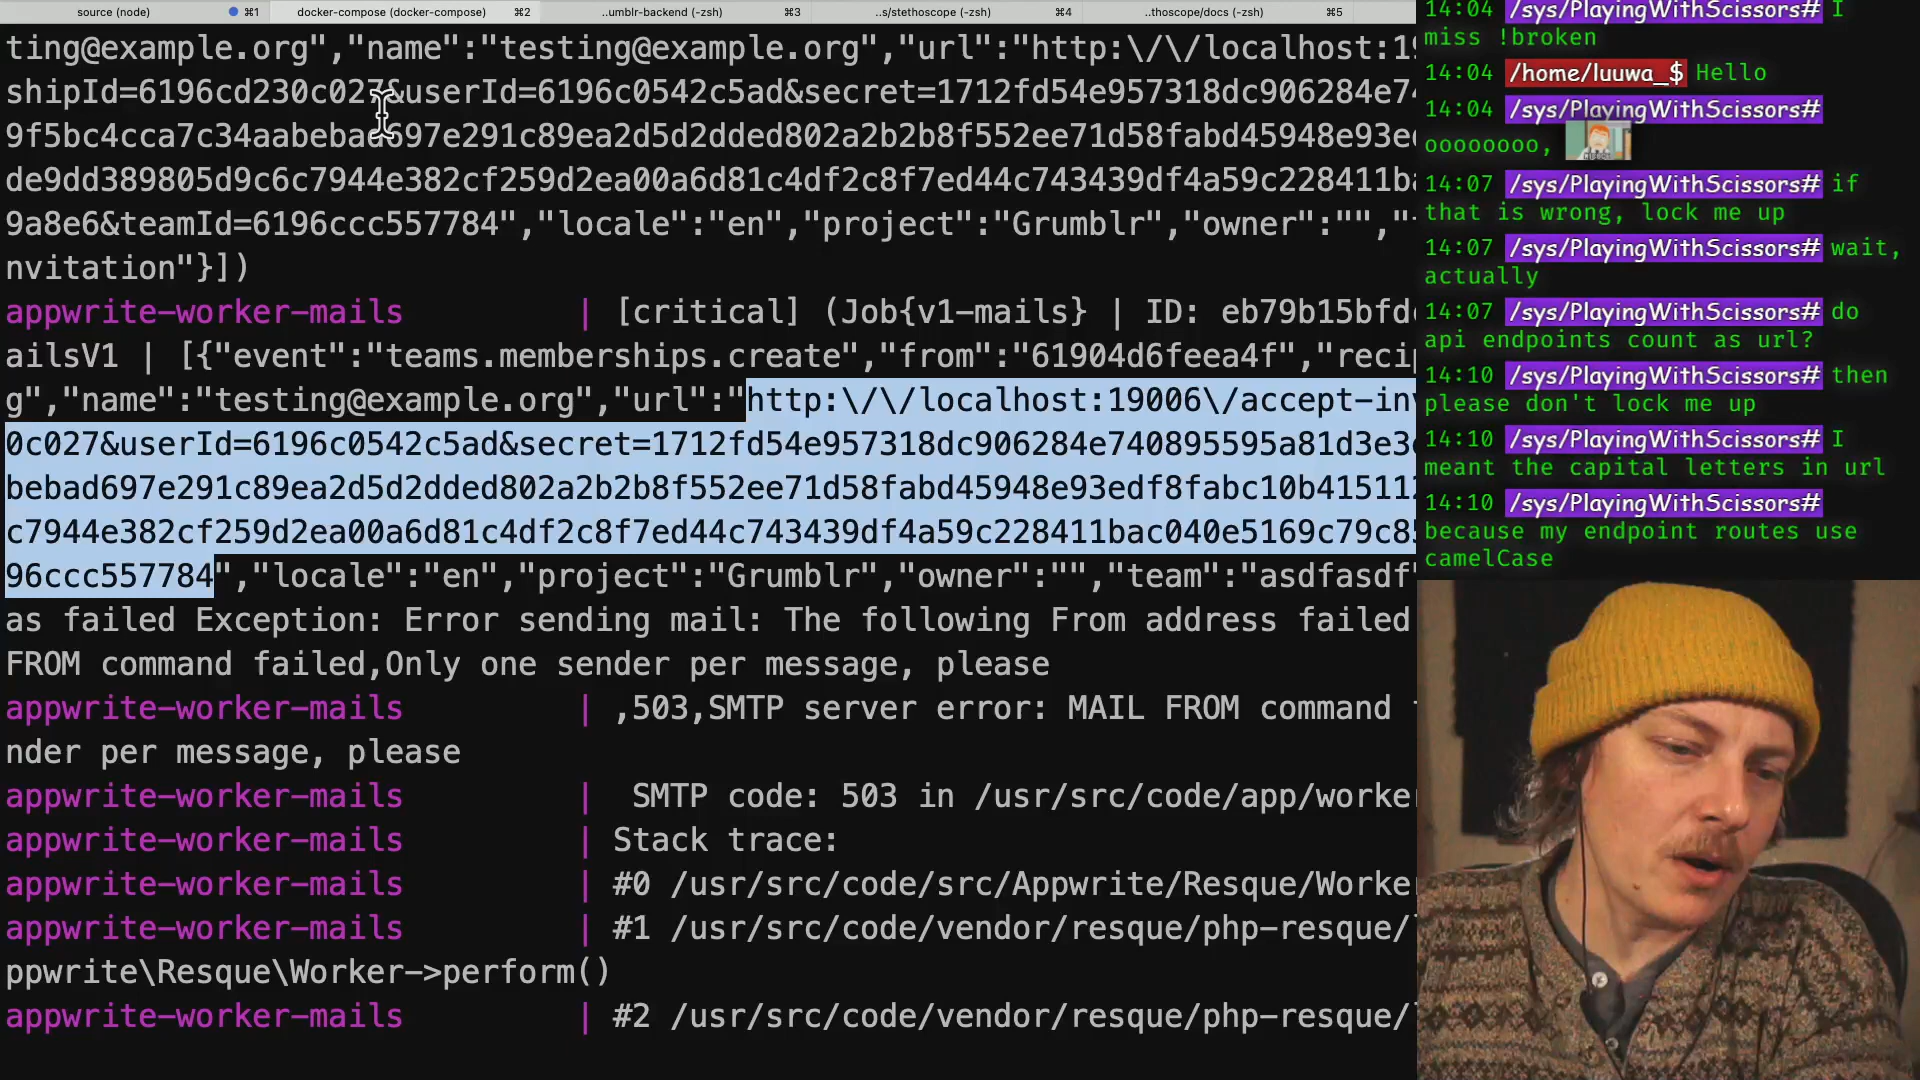 source (node) ⌘1 docker-compose (docker-compose) ⌘2 ..umblr-backend (-zsh) ⌘3 ..s/stethoscope (-zsh) ⌘4 ..thoscope/docs (-zsh) ⌘5
ting@example.org","name":"testing@example.org","url":"http:\/\/localhost:19
shipId=6196cd230c027&userId=6196c0542c5ad&secret=1712fd54e957318dc906284e74
9f5bc4cca7c34aabebad697e291c89ea2d5d2dded802a2b2b8f552ee71d58fabd45948e93ed
de9dd389805d9c6c7944e382cf259d2ea00a6d81c4df2c8f7ed44c743439df4a59c228411ba
9a8e6&teamId=6196ccc557784","locale":"en","project":"Grumblr","owner":"","
nvitation"}])
appwrite-worker-mails | [critical] (Job{v1-mails} | ID: eb79b15bfd
ailsV1 | [{"event":"teams.memberships.create","from":"61904d6feea4f","recip
g","name":"testing@example.org","url":"http:\/\/localhost:19006\/accept-inv
0c027&userId=6196c0542c5ad&secret=1712fd54e957318dc906284e740895595a81d3e3
bebad697e291c89ea2d5d2dded802a2b2b8f552ee71d58fabd45948e93edf8fabc10b415112
c7944e382cf259d2ea00a6d81c4df2c8f7ed44c743439df4a59c228411bac040e5169c79c85
96ccc557784","locale":"en","project":"Grumblr","owner":"","team":"asdfasdf"
as failed Exception: Error sending mail: The following From address failed
FROM command failed,Only one sender per message, please
appwrite-worker-mails | ,503,SMTP server error: MAIL FROM command
nder per message, please
appwrite-worker-mails | SMTP code: 503 in /usr/src/code/app/worke
appwrite-worker-mails | Stack trace:
appwrite-worker-mails | #0 /usr/src/code/src/Appwrite/Resque/Worke
appwrite-worker-mails | #1 /usr/src/code/vendor/resque/php-resque/
ppwrite\Resque\Worker->perform()
appwrite-worker-mails | #2 /usr/src/code/vendor/resque/php-resque/
14:04 /sys/PlayingWithScissors# I
miss !broken
14:04 /home/luuwa_$ Hello
14:04 /sys/PlayingWithScissors#
oooooooo,
14:07 /sys/PlayingWithScissors# if
that is wrong, lock me up
14:07 /sys/PlayingWithScissors# wait,
actually
14:07 /sys/PlayingWithScissors# do
api endpoints count as url?
14:10 /sys/PlayingWithScissors# then
please don't lock me up
14:10 /sys/PlayingWithScissors# I
meant the capital letters in url
14:10 /sys/PlayingWithScissors#
because my endpoint routes use
camelCase